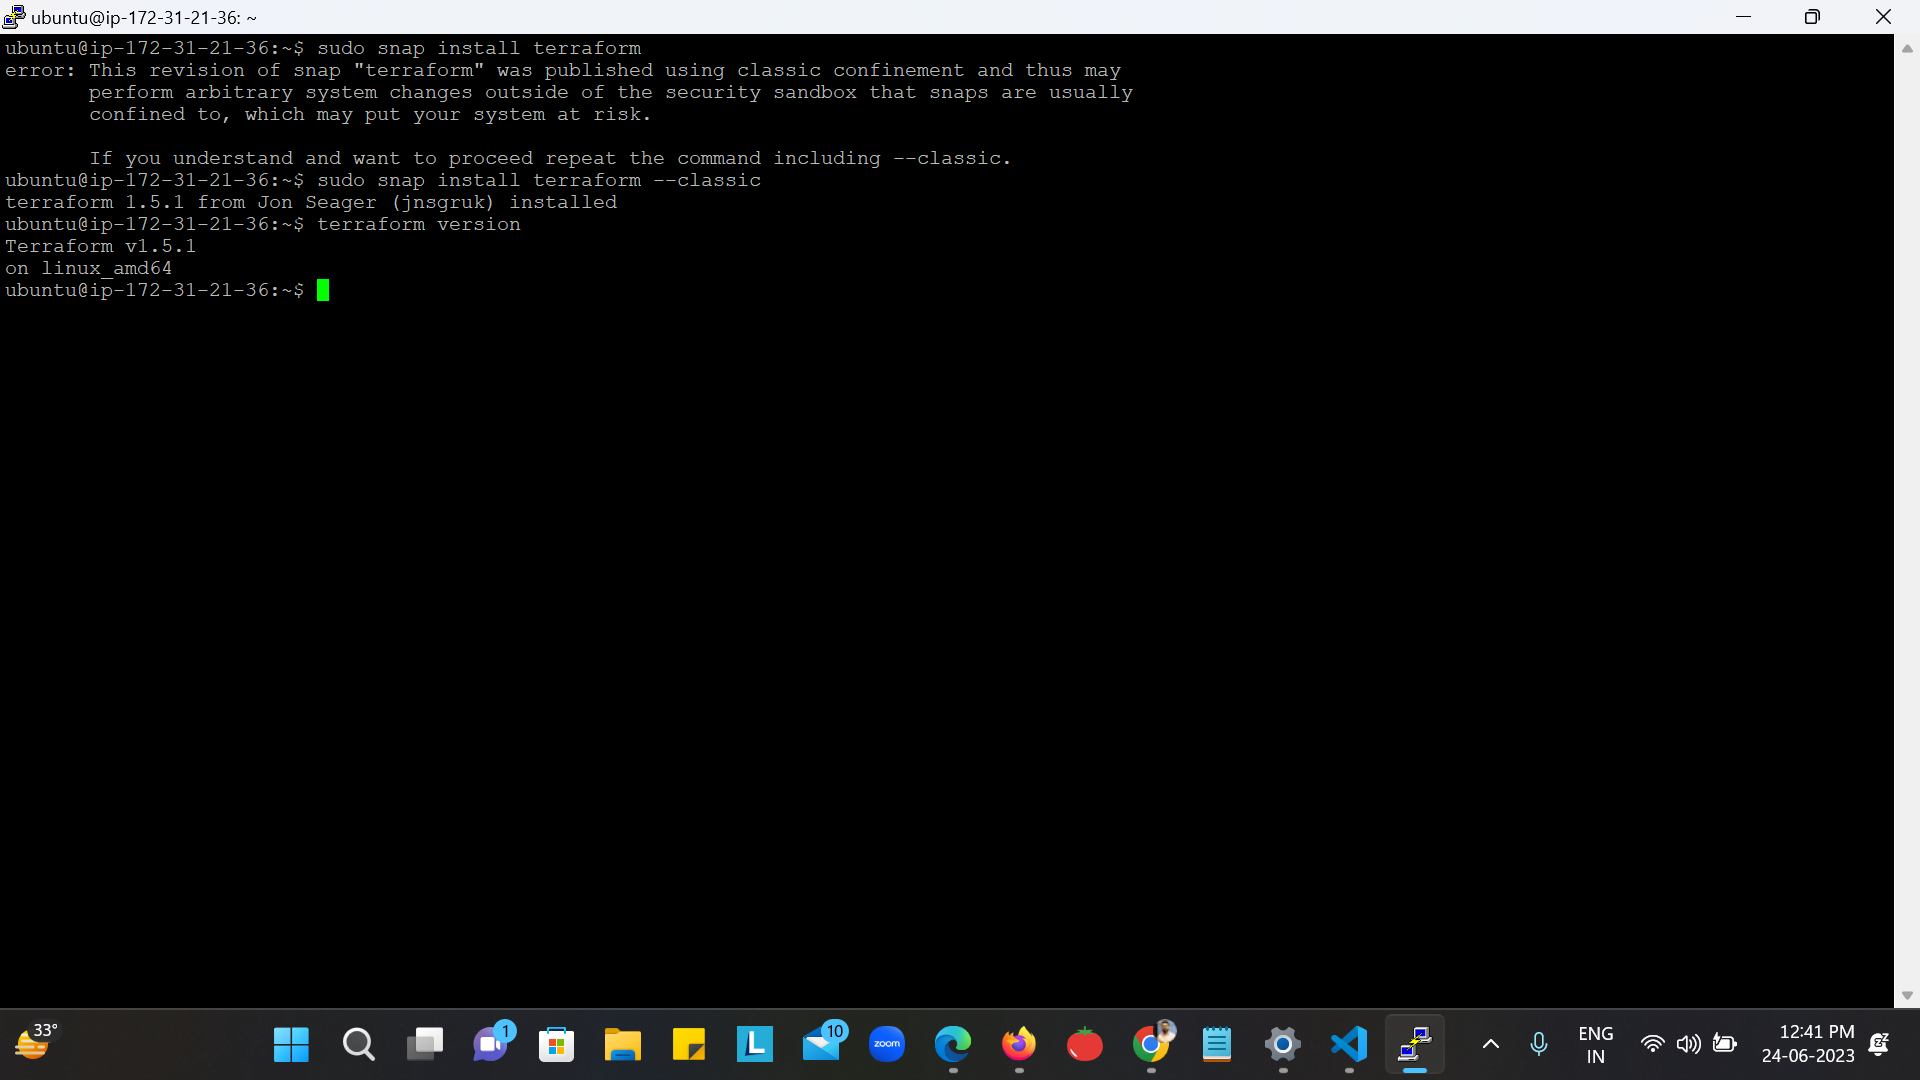 ubuntu@ip-172-31-21-36: ~
ubuntu@ip-172-31-21-36:~$ sudo snap install terraform
error: This revision of snap "terraform" was published using classic confinement and thus may
perform arbitrary system changes outside of the security sandbox that snaps are usually
confined to, which may put your system at risk.
If you understand and want to proceed repeat the command including --classic.
ubuntu@ip-172-31-21-36:~$ sudo snap install terraform --classic
terraform 1.5.1 from Jon Seager (jnsgruk) installed
ubuntu@ip-172-31-21-36:~$ terraform version
Terraform v1.5.1
on linux_amd64
ubuntu@ip-172-31-21-36:~$
33°
1
L
10
zoom
ENG
IN
12:41 PM
24-06-2023